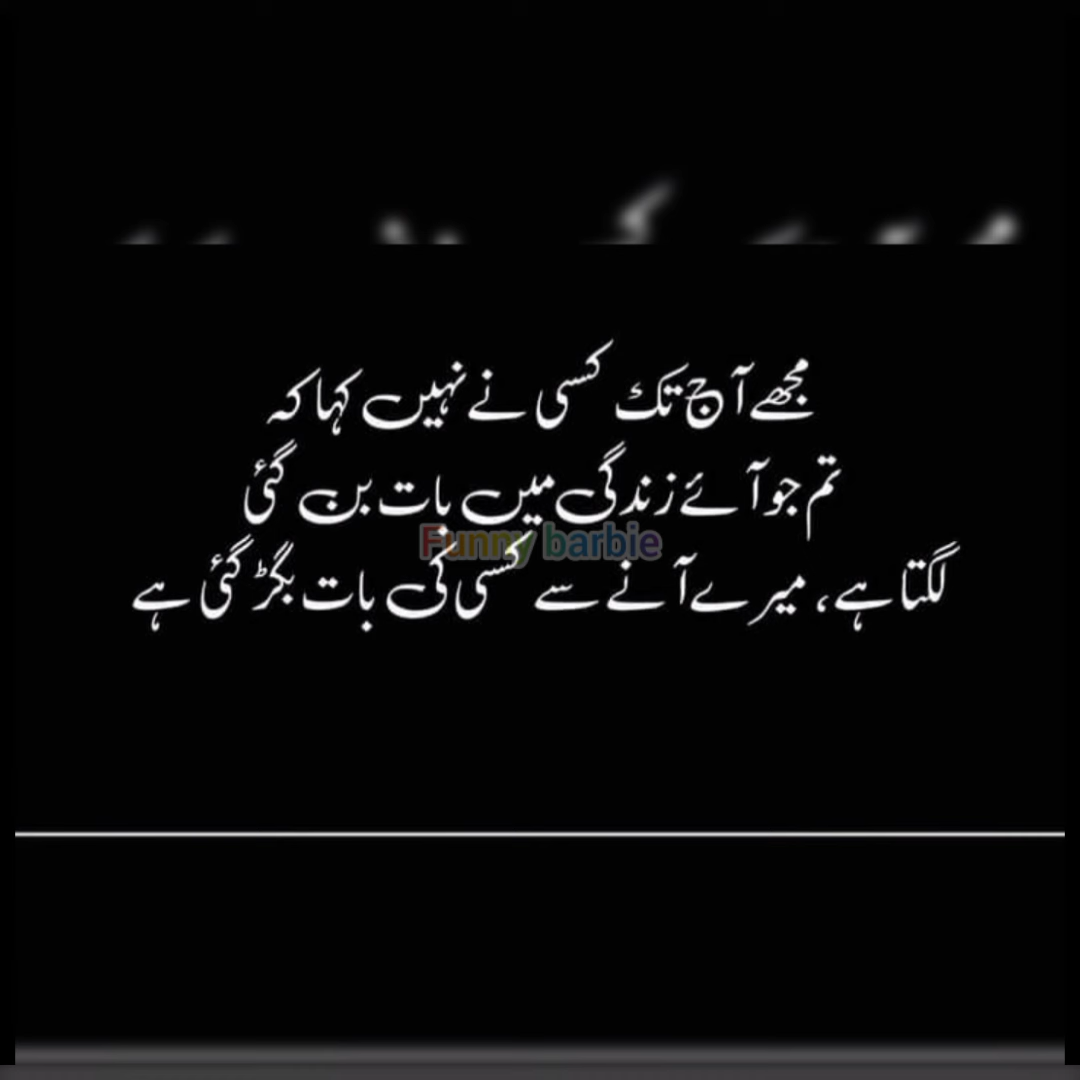 مجھے آج تک کسی نے نہیں کہا کہ
تم جو آئے زندگی میں بات بن گئی
Funny barbie
لگتا ہے، میرے آنے سے کسی کی بات بگڑ گئی ہے